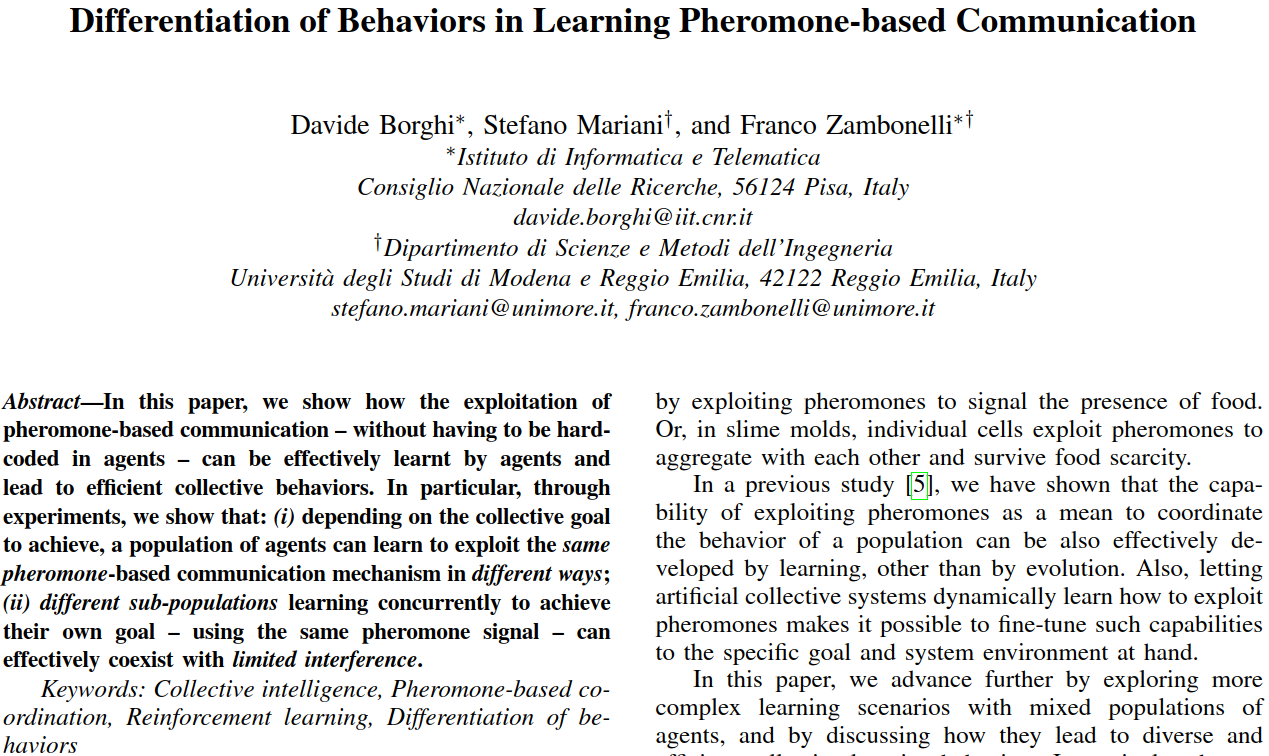 Differentiation of Behaviors in Learning Pheromone-based Communication
Davide Borghi*, Stefano Mariani†, and Franco Zambonelli*†
*Istituto di Informatica e Telematica
Consiglio Nazionale delle Ricerche, 56124 Pisa, Italy
davide.borghi@iit.cnr.it
†Dipartimento di Scienze e Metodi dell'Ingegneria
Università degli Studi di Modena e Reggio Emilia, 42122 Reggio Emilia, Italy
stefano.mariani@unimore.it, franco.zambonelli@unimore.it
Abstract—In this paper, we show how the exploitation of
pheromone-based communication – without having to be hard-
coded in agents – can be effectively learnt by agents and
lead to efficient collective behaviors. In particular, through
experiments, we show that: (i) depending on the collective goal
to achieve, a population of agents can learn to exploit the same
pheromone-based communication mechanism in different ways;
(ii) different sub-populations learning concurrently to achieve
their own goal – using the same pheromone signal – can
effectively coexist with limited interference.
Keywords: Collective intelligence, Pheromone-based co-
ordination, Reinforcement learning, Differentiation of be-
haviors
by exploiting pheromones to signal the presence of food.
Or, in slime molds, individual cells exploit pheromones to
aggregate with each other and survive food scarcity.
In a previous study [5], we have shown that the capa-
bility of exploiting pheromones as a mean to coordinate
the behavior of a population can be also effectively de-
veloped by learning, other than by evolution. Also, letting
artificial collective systems dynamically learn how to exploit
pheromones makes it possible to fine-tune such capabilities
to the specific goal and system environment at hand.
In this paper, we advance further by exploring more
complex learning scenarios with mixed populations of
agents, and by discussing how they lead to diverse and